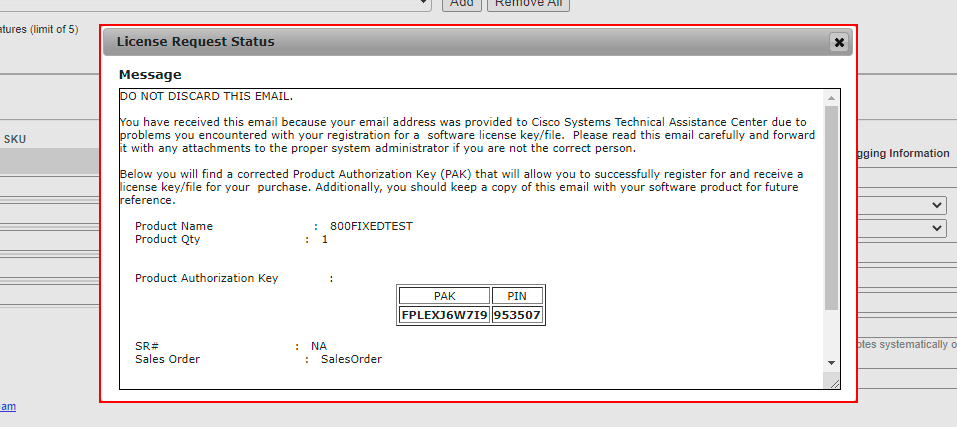 Add
Remove All
atures (limit of 5)
License Request Status
Message
DO NOT DISCARD THIS EMAIL.
You have received this email because your email address was provided to Cisco Systems Technical Assistance Center due to
problems you encountered with your registration for a software license key/file. Please read this email carefully and forward
it with any attachments to the proper system administrator if you are not the correct person.
Below you will find a corrected Product Authorization Key (PAK) that will allow you to successfully register for and receive a
license key/file for your purchase. Additionally, you should keep a copy of this email with your software product for future
reference.
Product Name : 800FIXEDTEST
Product Qty : 1
Product Authorization Key :
PAK PIN
FPLEXJ6W7I9 953507
SR# : NA
Sales Order : SalesOrder
SKU
gging Information
otes systematically o
am